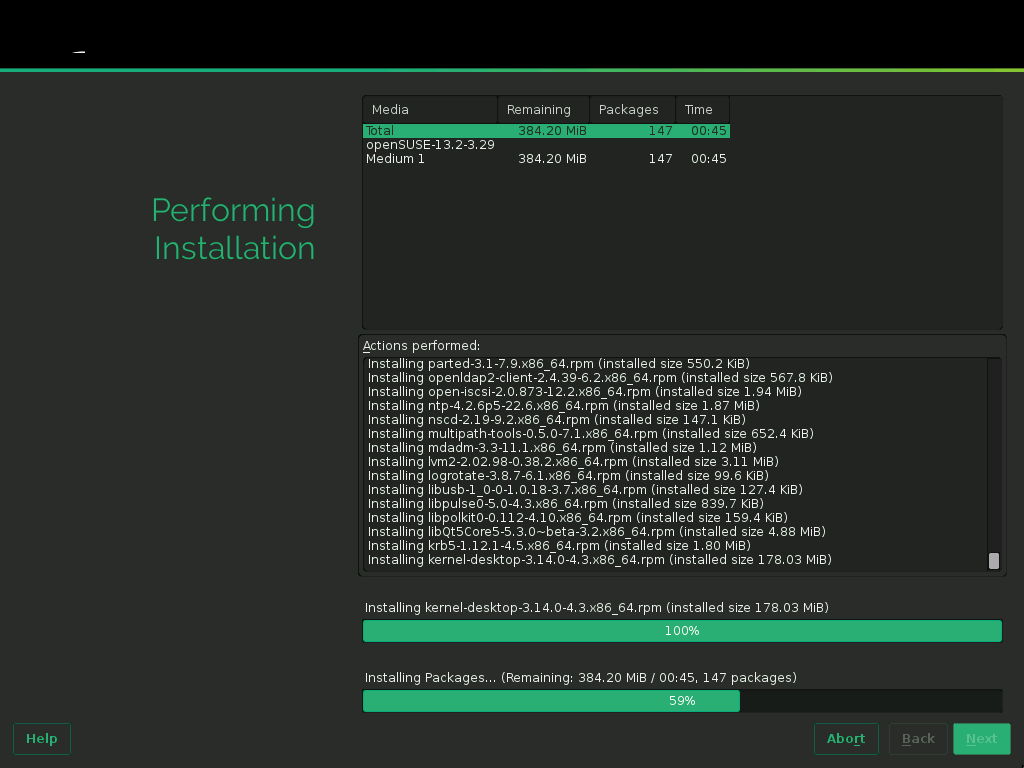 Performing
Installation
Media Remaining Packages Time
Total 384.20 MiB 147 00:45
openSUSE-13.2-3.29
Medium 1 384.20 MiB 147 00:45
Actions performed:
Installing parted-3.1-7.9.x86_64.rpm (installed size 550.2 KiB)
Installing openldap2-client-2.4.39-6.2.x86_64.rpm (installed size 567.8 KiB)
Installing open-iscsi-2.0.873-12.2.x86_64.rpm (installed size 1.94 MiB)
Installing ntp-4.2.6p5-22.6.x86_64.rpm (installed size 1.87 MiB)
Installing nscd-2.19-9.2.x86_64.rpm (installed size 147.1 KiB)
Installing multipath-tools-0.5.0-7.1.x86_64.rpm (installed size 652.4 KiB)
Installing mdadm-3.3-11.1.x86_64.rpm (installed size 1.12 MiB)
Installing lvm2-2.02.98-0.38.2.x86_64.rpm (installed size 3.11 MiB)
Installing logrotate-3.8.7-6.1.x86_64.rpm (installed size 99.6 KiB)
Installing libusb-1_0-0-1.0.18-3.7.x86_64.rpm (installed size 127.4 KiB)
Installing libpulse0-5.0-4.3.x86_64.rpm (installed size 839.7 KiB)
Installing libpolkit0-0.112-4.10.x86_64.rpm (installed size 159.4 KiB)
Installing libQt5Core5-5.3.0~beta-3.2.x86_64.rpm (installed size 4.88 MiB)
Installing krb5-1.12.1-4.5.x86_64.rpm (installed size 1.80 MiB)
Installing kernel-desktop-3.14.0-4.3.x86_64.rpm (installed size 178.03 MiB)
Installing kernel-desktop-3.14.0-4.3.x86_64.rpm (installed size 178.03 MiB)
100%
Installing Packages... (Remaining: 384.20 MiB / 00:45, 147 packages)
59%
Help Abort Back Next